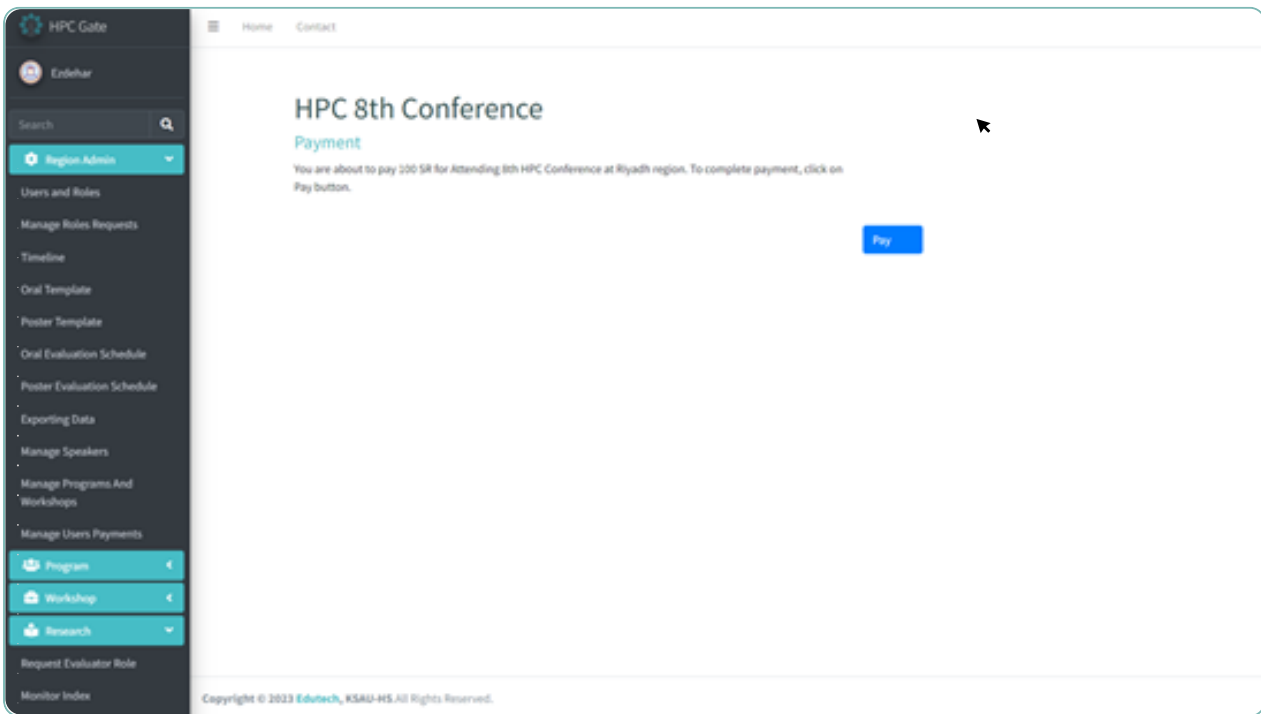 HPC Gate
Home Contact
Ezdehar
Search
Region Admin
Users and Roles
Manage Roles Requests
Timeline
Oral Template
Poster Template
Oral Evaluation Schedule
Poster Evaluation Schedule
Exporting Data
Manage Speakers
Manage Programs And
Workshops
Manage Users Payments
Program
Workshop
Research
Request Evaluator Role
Monitor Index
HPC 8th Conference
Payment
You are about to pay 100 SR for Attending 8th HPC Conference at Riyadh region. To complete payment, click on
Pay button.
Pay
Copyright © 2023 Edutech, KSAU-HS.All Rights Reserved.